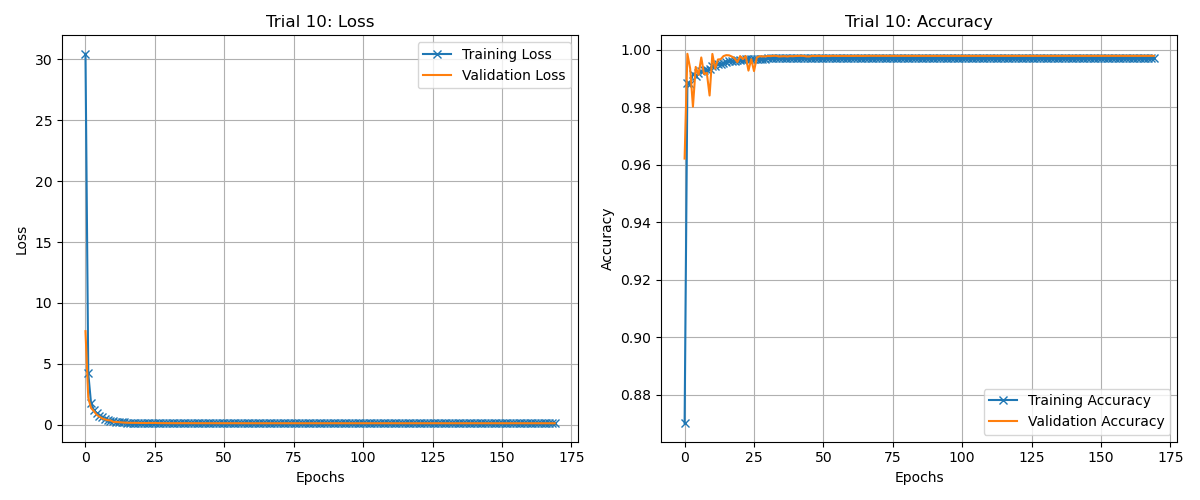 Trial 10: Loss
30
25
20
15
10
5
0
Loss
0 25 50 75 100 125 150 175
Epochs
Training Loss
Validation Loss
Trial 10: Accuracy
1.00
0.98
0.96
0.94
0.92
0.90
0.88
Accuracy
0 25 50 75 100 125 150 175
Epochs
Training Accuracy
Validation Accuracy